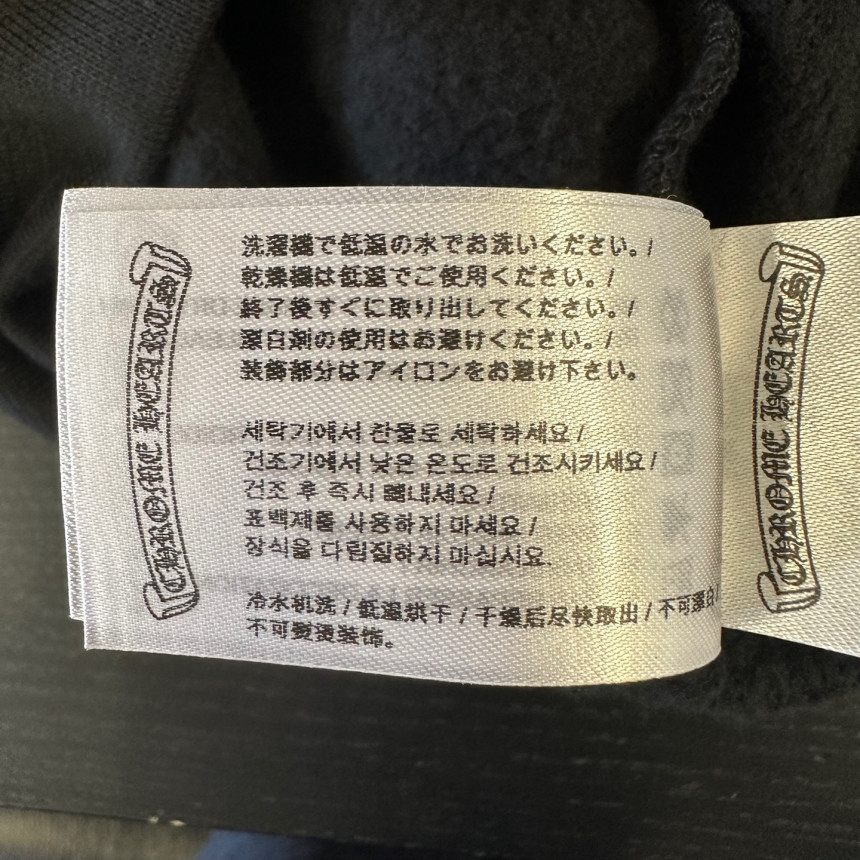 CHROME HEARTS
洗濯機で低温の水でお洗いください。/
乾燥機は低温でご使用ください。/
終了後すぐに取り出してください。/
漂白剤の使用はお避けください。/
装飾部分はアイロンをお避け下さい。
세탁기에서 찬물로 세탁하세요 /
건조기에서 낮은 온도로 건조시키세요 /
건조 후 즉시 빼내세요 /
표백제를 사용하지 마세요 /
장식을 다림질하지 마십시요.
冷水机洗 / 低温烘干 / 干燥后尽快取出 / 不可漂白 /
不可熨烫装饰。
CHROME HEARTS